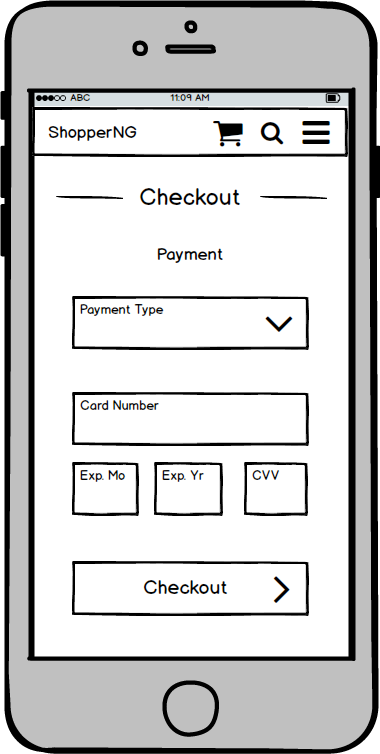 ABC 11:09 AM
ShopperNG
Checkout
Payment
Payment Type
Card Number
Exp. Mo Exp. Yr CVV
Checkout